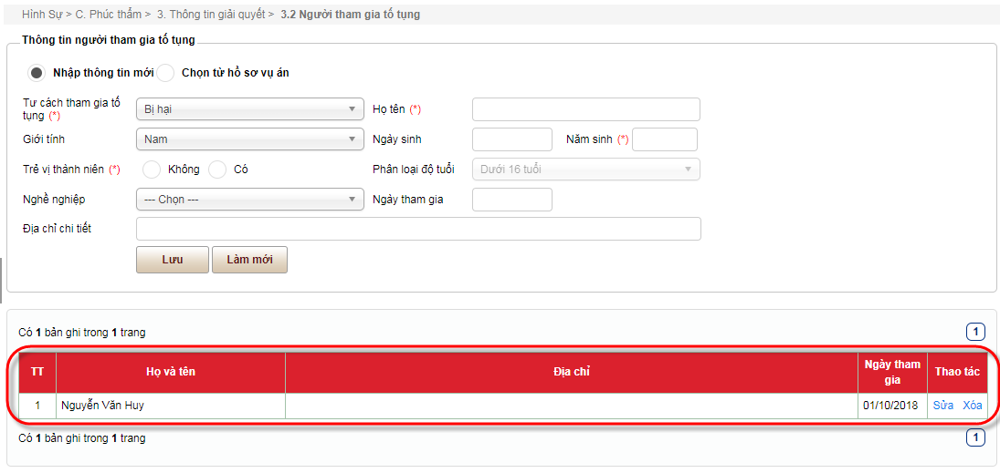 Hình Sự > C. Phúc thẩm > 3. Thông tin giải quyết > 3.2 Người tham gia tố tụng
Thông tin người tham gia tố tụng
Nhập thông tin mới Chọn từ hồ sơ vụ án
Tư cách tham gia tố tụng (*) Bị hại Họ tên (*)
Giới tính Nam Ngày sinh Năm sinh (*)
Trẻ vị thành niên (*) Không Có Phân loại độ tuổi Dưới 16 tuổi
Nghề nghiệp --- Chọn --- Ngày tham gia
Địa chỉ chi tiết
Lưu Làm mới
Có 1 bản ghi trong 1 trang 1
TT Họ và tên Địa chỉ Ngày tham gia Thao tác
1 Nguyễn Văn Huy 01/10/2018 Sửa Xóa
Có 1 bản ghi trong 1 trang 1